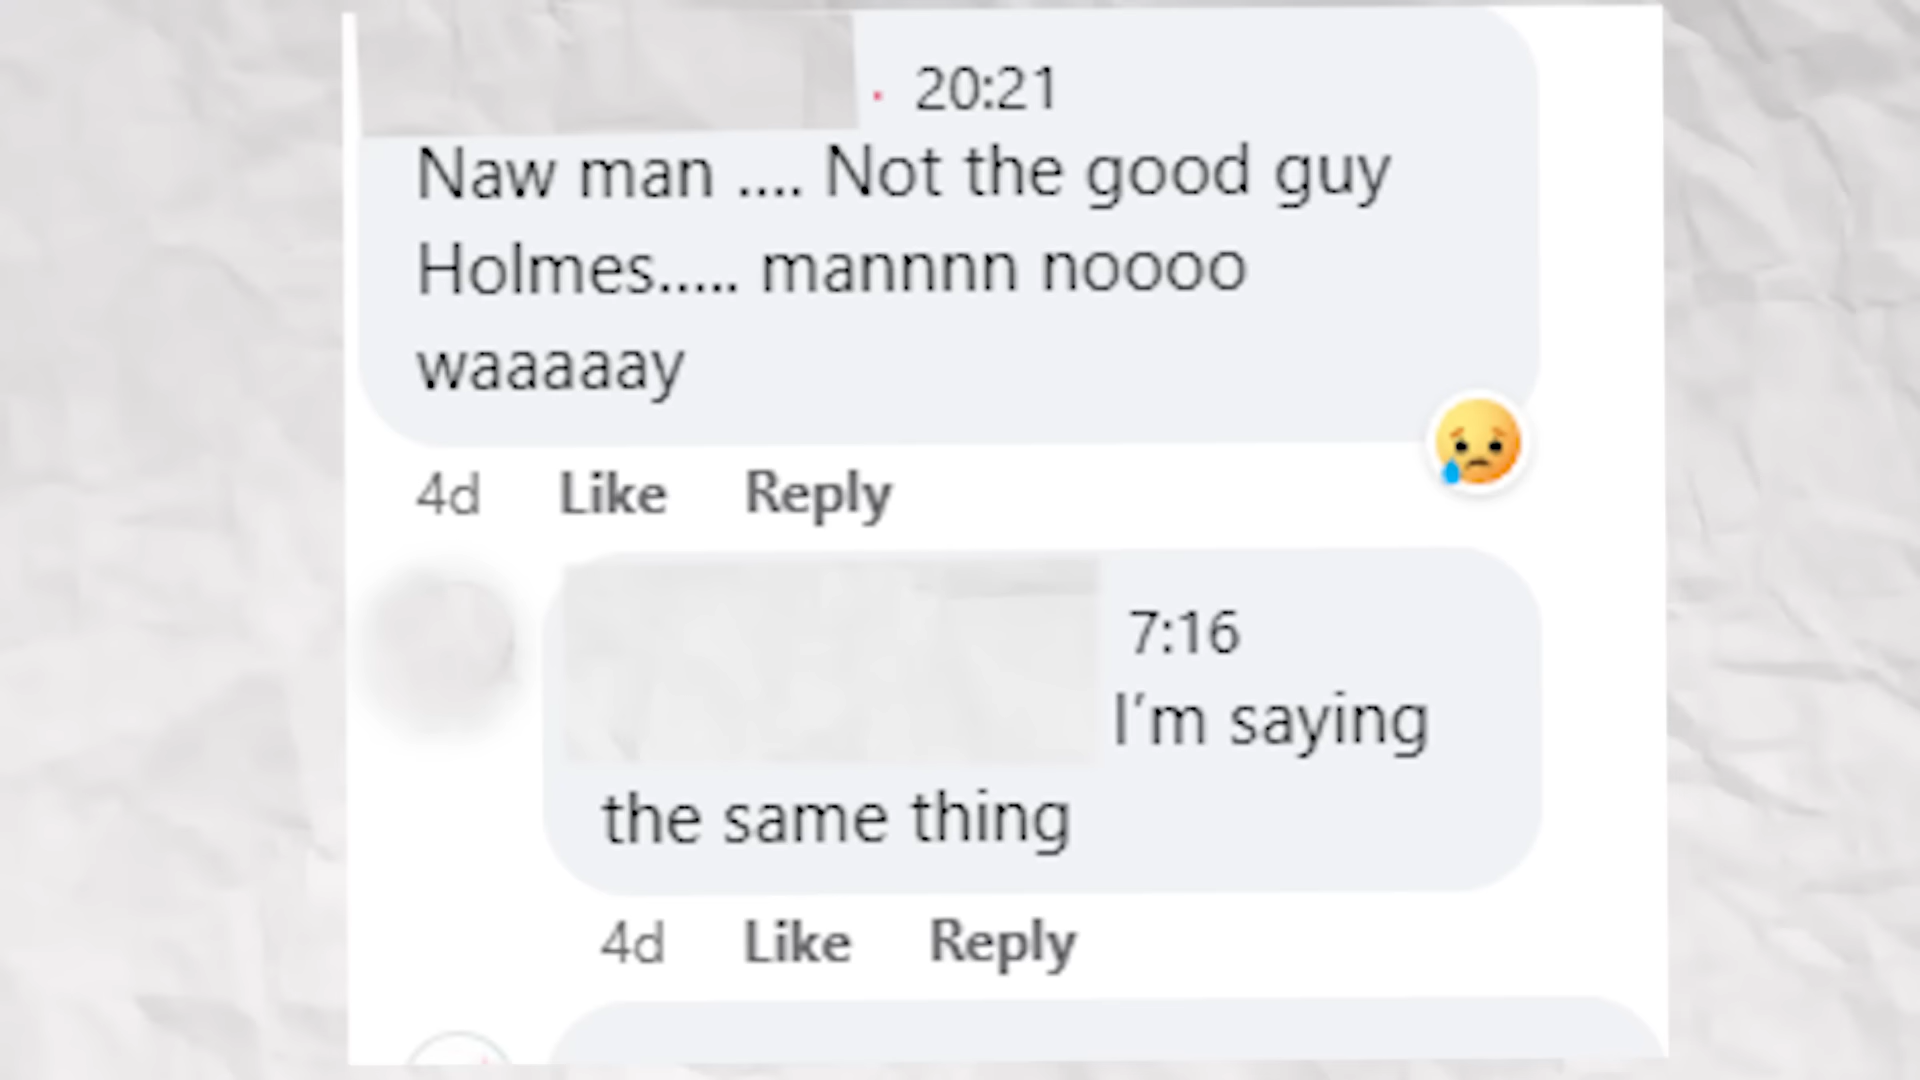 20:21
Naw man .... Not the good guy
Holmes..... mannnn noooo
waaaaay
4d Like Reply
7:16
I'm saying
the same thing
4d Like Reply